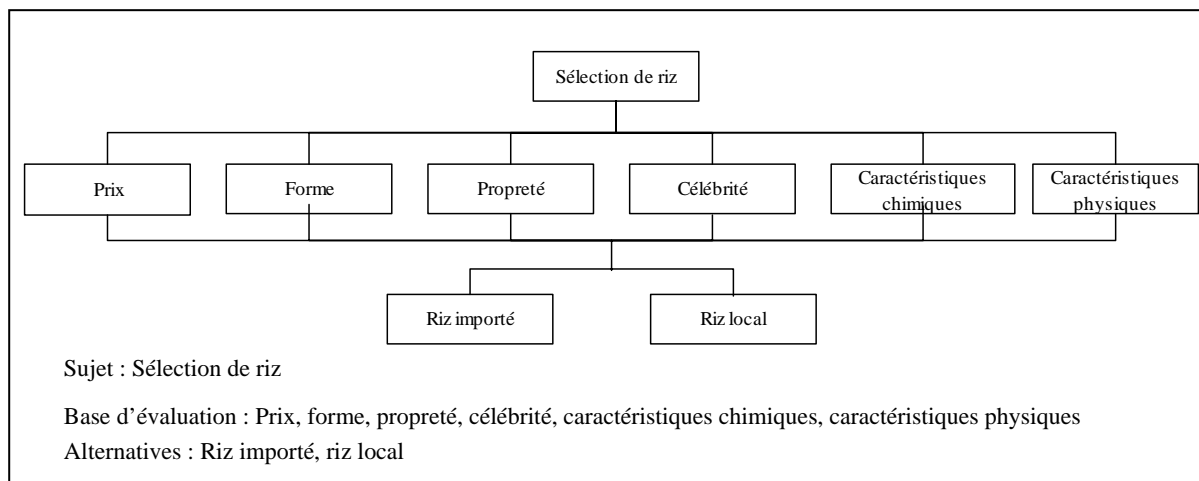 Sélection de riz
Prix
Forme
Propreté
Célébrité
Caractéristiques
chimiques
Caractéristiques
physiques
Riz importé
Riz local
Sujet : Sélection de riz
Base d’évaluation : Prix, forme, propreté, célébrité, caractéristiques chimiques, caractéristiques physiques
Alternatives : Riz importé, riz local